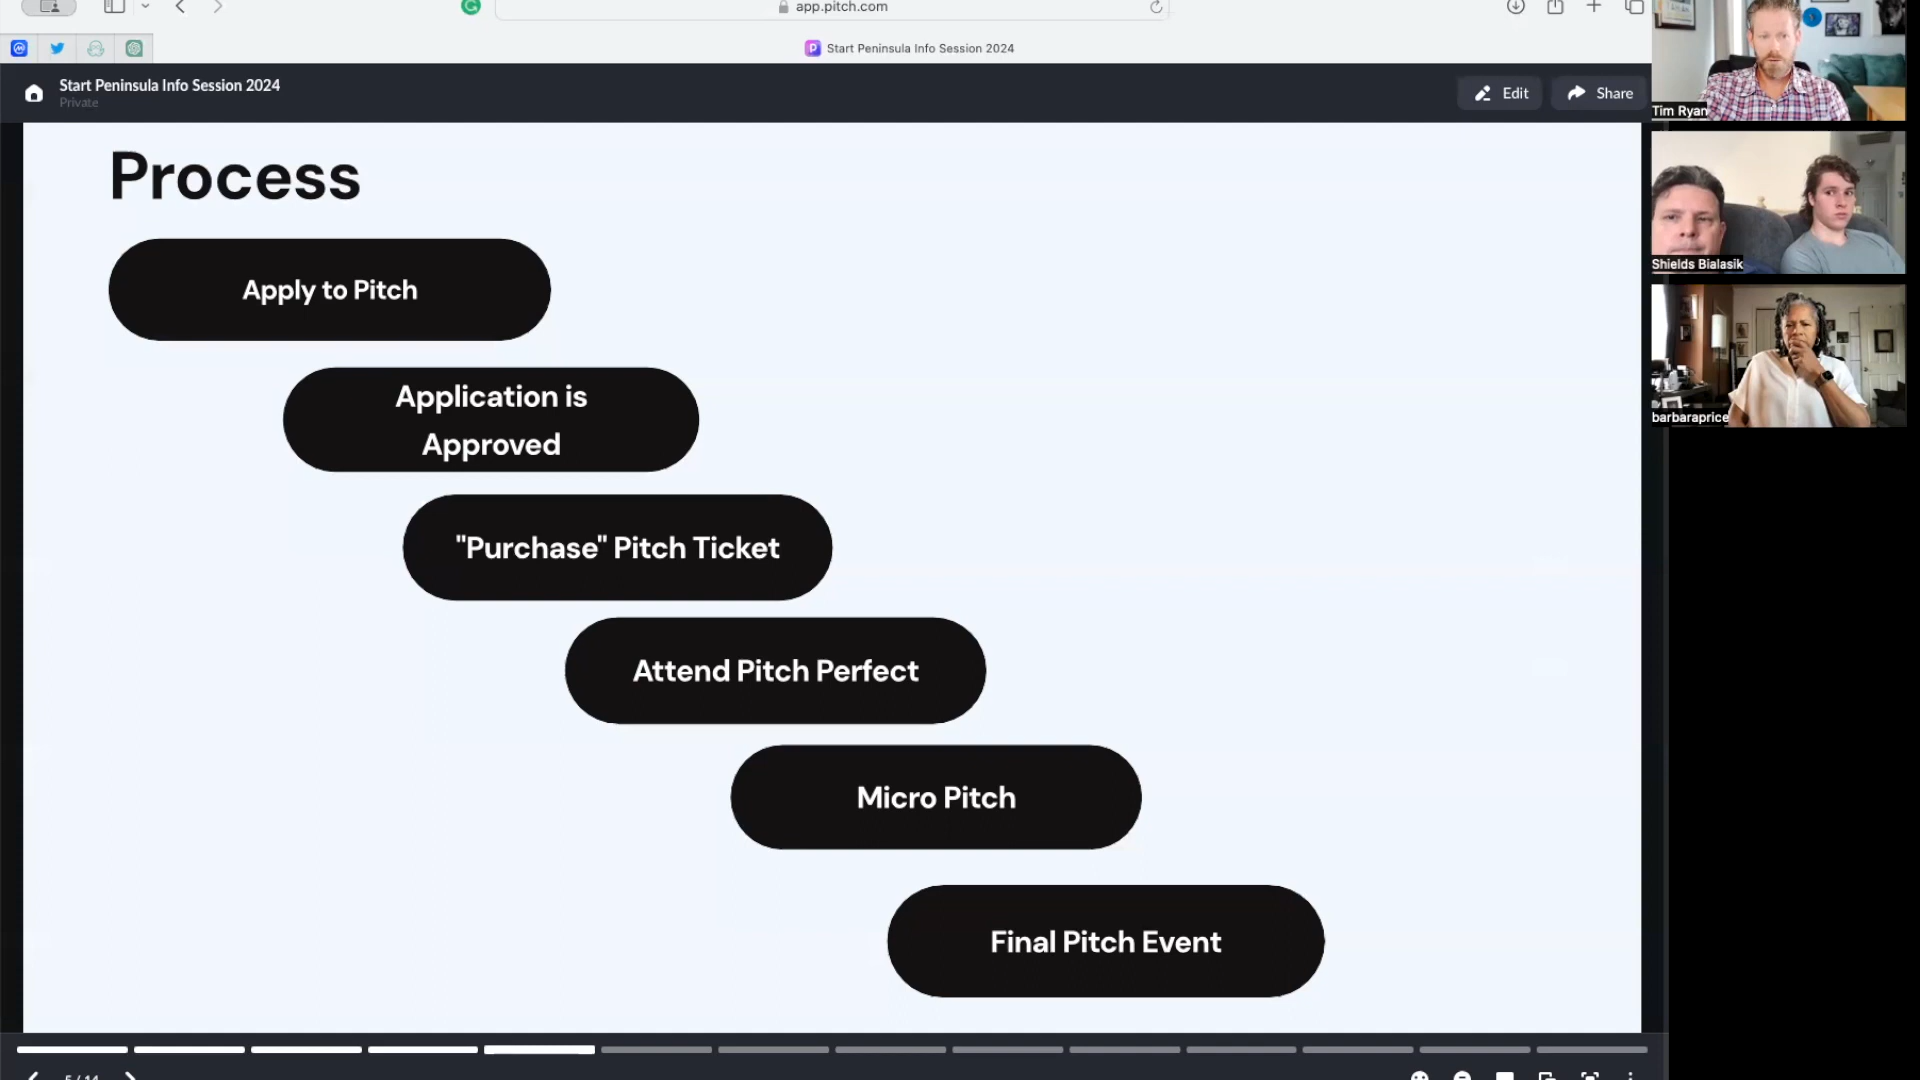 app.pitch.com
Start Peninsula Info Session 2024
Start Peninsula Info Session 2024
Private
Edit
Share
Process
Apply to Pitch
Application is
Approved
"Purchase" Pitch Ticket
Attend Pitch Perfect
Micro Pitch
Final Pitch Event
Tim Ryan
Shields Bialasik
barbaraprice
5 / 14